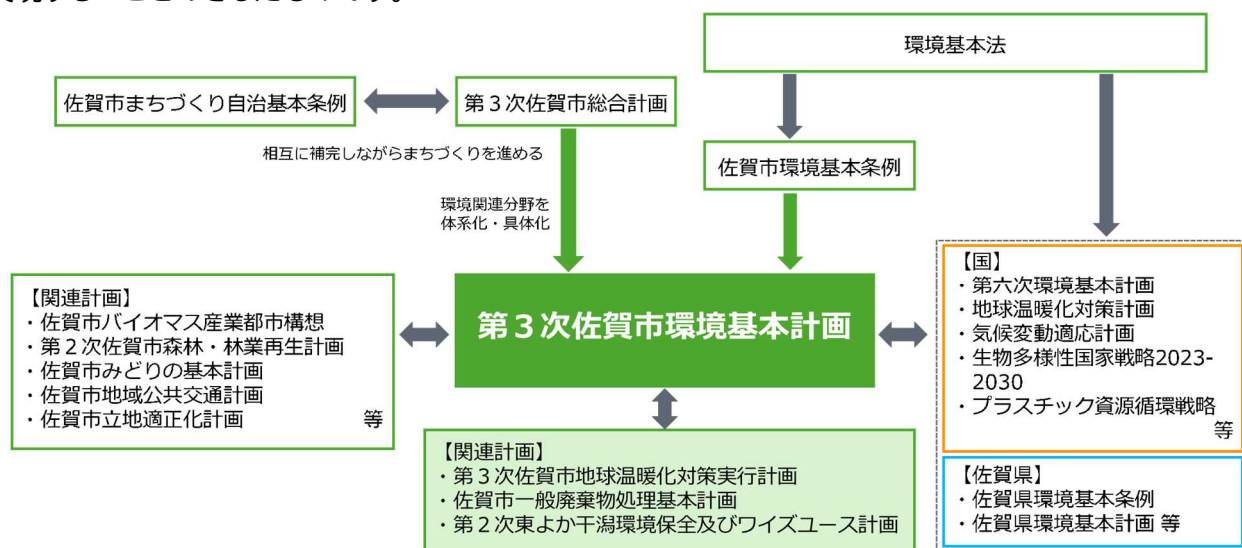 環境基本法
佐賀市まちづくり自治基本条例
第３次佐賀市総合計画
相互に補完しながらまちづくりを進める
佐賀市環境基本条例
環境関連分野を
体系化・具体化
【関連計画】
・佐賀市バイオマス産業都市構想
・第２次佐賀市森林・林業再生計画
・佐賀市みどりの基本計画
・佐賀市地域公共交通計画
・佐賀市立地適正化計画 等
第３次佐賀市環境基本計画
【国】
・第六次環境基本計画
・地球温暖化対策計画
・気候変動適応計画
・生物多様性国家戦略2023-
2030
・プラスチック資源循環戦略
等
【関連計画】
・第３次佐賀市地球温暖化対策実行計画
・佐賀市一般廃棄物処理基本計画
・第２次東よか干潟環境保全及びワイズユース計画
【佐賀県】
・佐賀県環境基本条例
・佐賀県環境基本計画 等